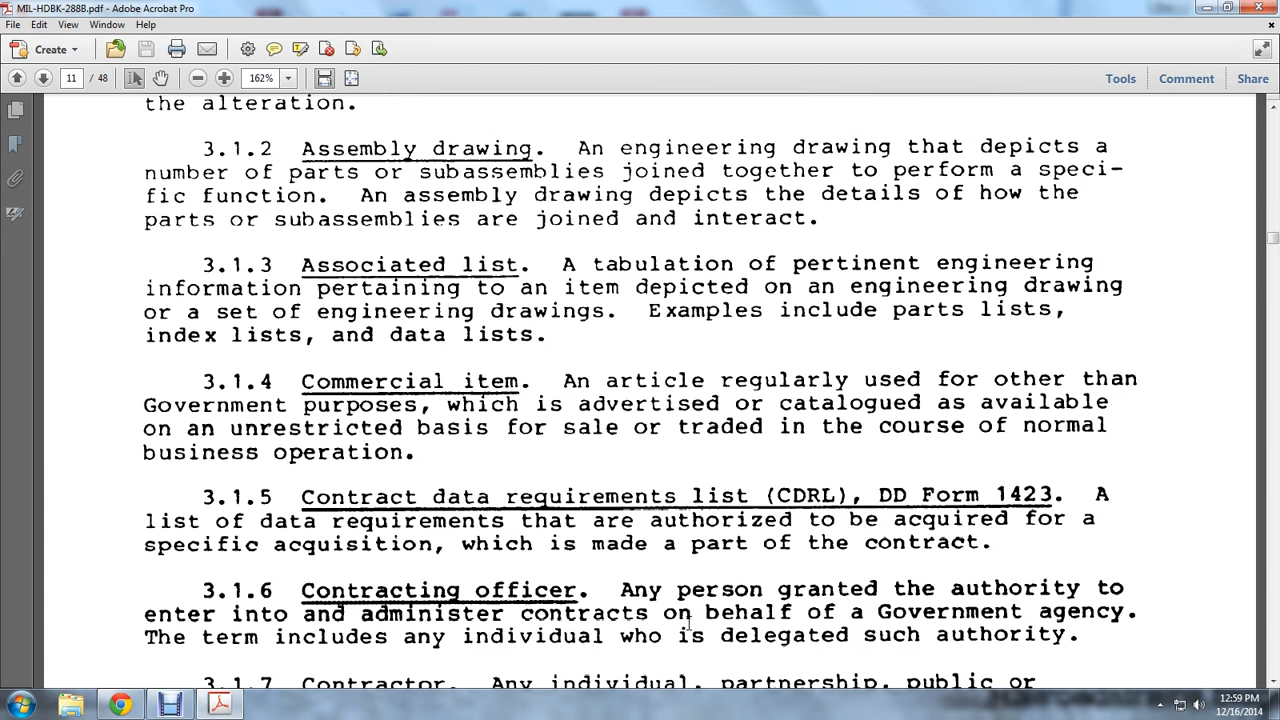 MIL-HDBK-288B.pdf - Adobe Acrobat Pro
File Edit View Window Help
Create
11 / 48 162% Tools Comment Share
the alteration.
3.1.2 Assembly drawing. An engineering drawing that depicts a
number of parts or subassemblies joined together to perform a speci-
fic function. An assembly drawing depicts the details of how the
parts or subassemblies are joined and interact.
3.1.3 Associated list. A tabulation of pertinent engineering
information pertaining to an item depicted on an engineering drawing
or a set of engineering drawings. Examples include parts lists,
index lists, and data lists.
3.1.4 Commercial item. An article regularly used for other than
Government purposes, which is advertised or catalogued as available
on an unrestricted basis for sale or traded in the course of normal
business operation.
3.1.5 Contract data requirements list (CDRL), DD Form 1423. A
list of data requirements that are authorized to be acquired for a
specific acquisition, which is made a part of the contract.
3.1.6 Contracting officer. Any person granted the authority to
enter into and administer contracts on behalf of a Government agency.
The term includes any individual who is delegated such authority.
3.1.7 Contractor. Any individual, partnership, public or
12:59 PM
12/16/2014